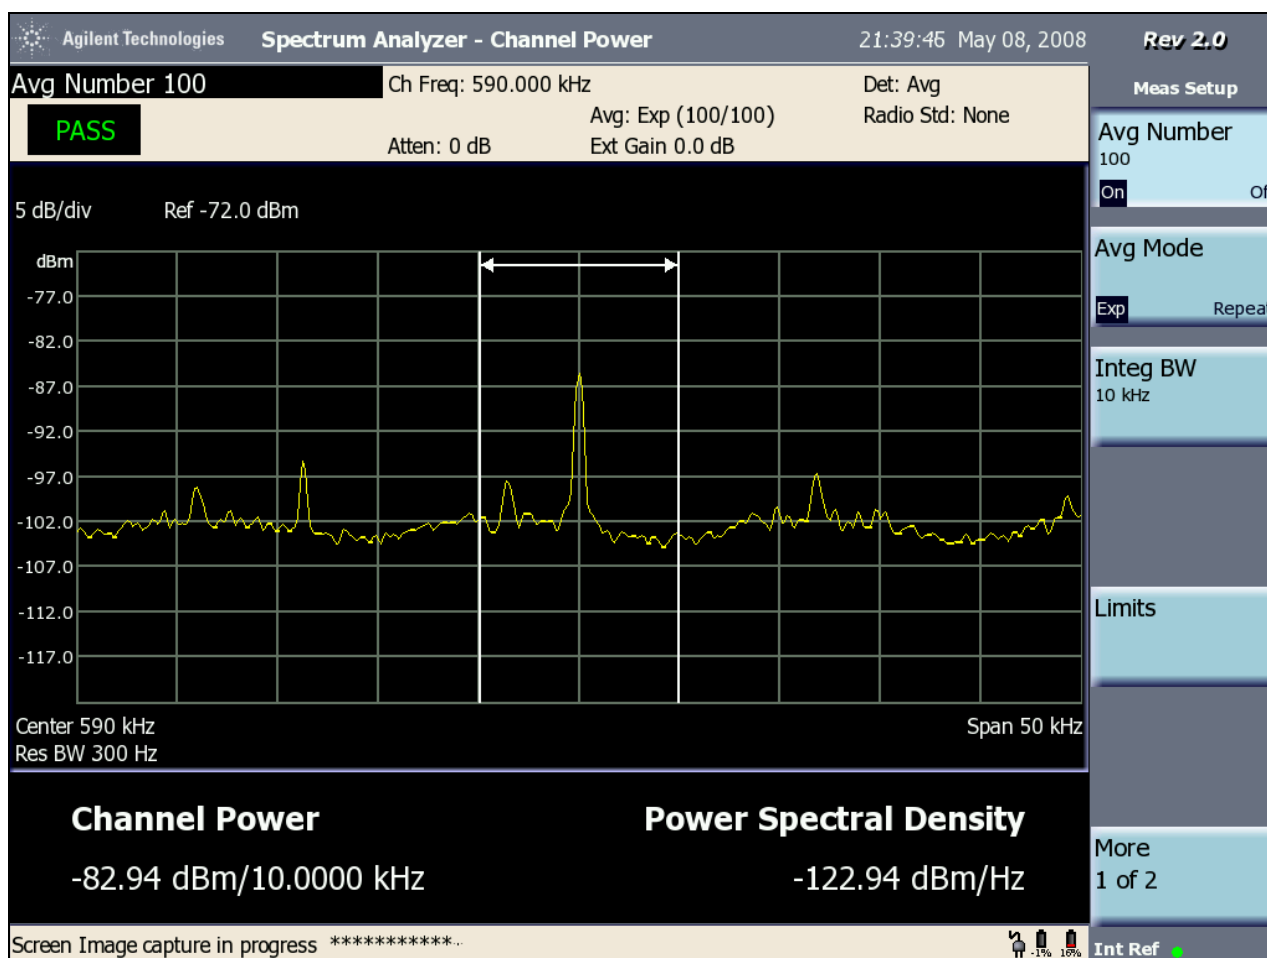 Agilent Technologies Spectrum Analyzer - Channel Power 21:39:45 May 08, 2008 Rev 2.0
Avg Number 100 Ch Freq: 590.000 kHz Det: Avg
PASS Avg: Exp (100/100) Radio Std: None
Atten: 0 dB Ext Gain 0.0 dB
5 dB/div Ref -72.0 dBm
dBm
-77.0
-82.0
-87.0
-92.0
-97.0
-102.0
-107.0
-112.0
-117.0
Center 590 kHz Span 50 kHz
Res BW 300 Hz
Channel Power Power Spectral Density
-82.94 dBm/10.0000 kHz -122.94 dBm/Hz
Screen Image capture in progress ***********..
-1% 16%
Meas Setup
Avg Number
100
On Of
Avg Mode
Exp Repeat
Integ BW
10 kHz
Limits
More
1 of 2
Int Ref